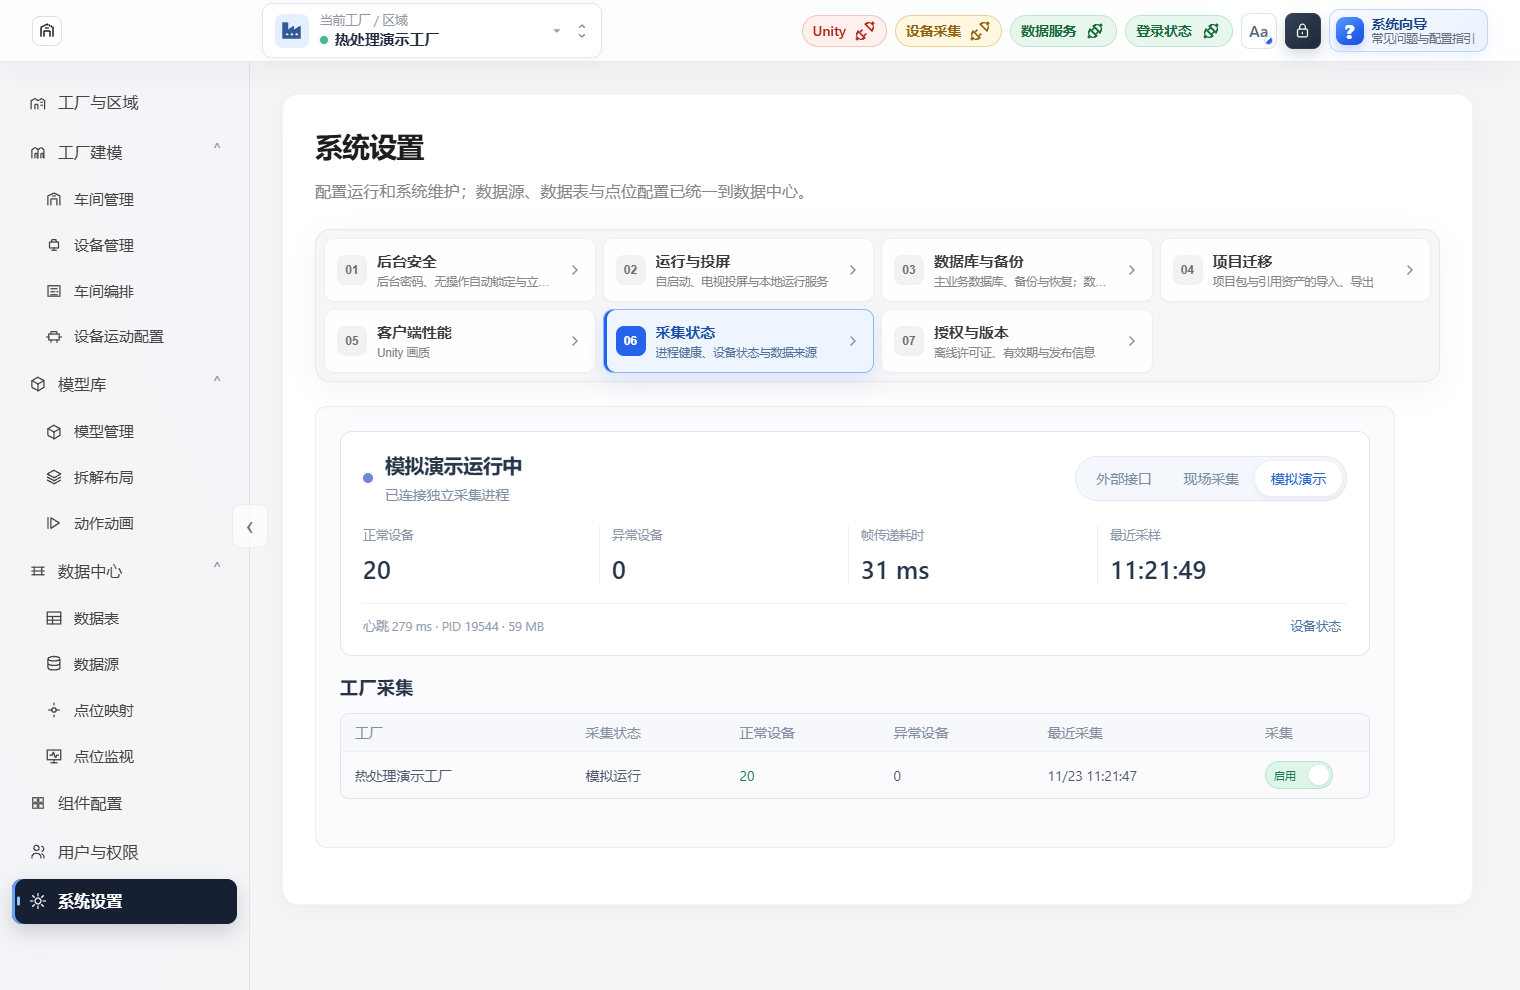 当前工厂 / 区域
热处理演示工厂
Unity
设备采集
数据服务
登录状态
Aa
?
系统向导
常见问题与配置指引
工厂与区域
工厂建模
车间管理
设备管理
车间编排
设备运动配置
模型库
模型管理
拆解布局
动作动画
数据中心
数据表
数据源
点位映射
点位监视
组件配置
用户与权限
系统设置
系统设置
配置运行和系统维护；数据源、数据表与点位配置已统一到数据中心。
01
后台安全
后台密码、无操作自动锁定与立…
02
运行与投屏
自启动、电视投屏与本地运行服务
03
数据库与备份
主业务数据库、备份与恢复；数…
04
项目迁移
项目包与引用资产的导入、导出
05
客户端性能
Unity 画质
06
采集状态
进程健康、设备状态与数据来源
07
授权与版本
离线许可证、有效期与发布信息
模拟演示运行中
已连接独立采集进程
外部接口
现场采集
模拟演示
正常设备
20
异常设备
0
帧传递耗时
31 ms
最近采样
11:21:49
心跳 279 ms · PID 19544 · 59 MB
设备状态
工厂采集
工厂 采集状态 正常设备 异常设备 最近采集 采集
热处理演示工厂 模拟运行 20 0 11/23 11:21:47 启用